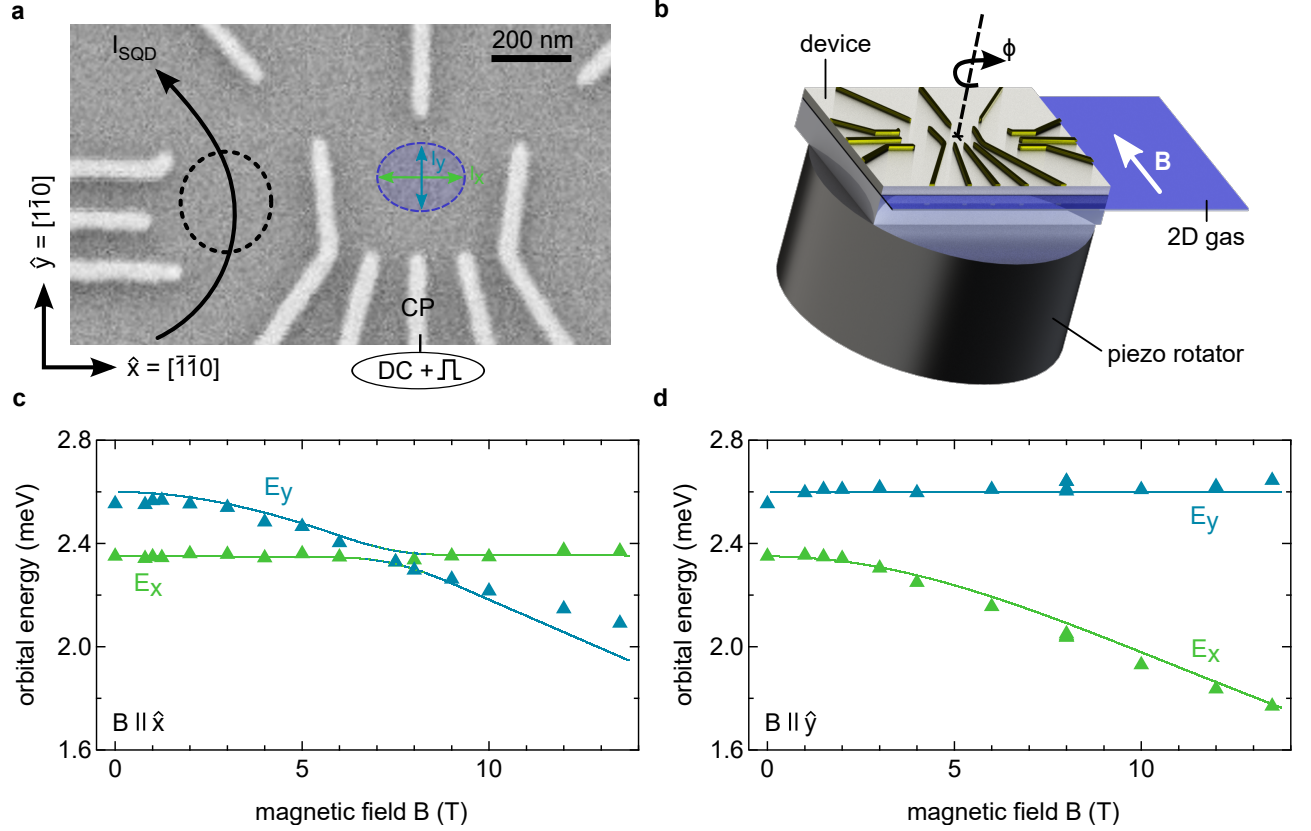 a
I_SQD
200 nm
l_y
l_x
CP
DC +
ŷ = [11̄0]
x̂ = [1̄1̄0]
b
device
ϕ
B
2D gas
piezo rotator
c
2.8
2.4
2.0
1.6
orbital energy (meV)
E_y
E_x
B || x̂
0
5
10
magnetic field B (T)
d
2.8
2.4
2.0
1.6
orbital energy (meV)
E_y
E_x
B || ŷ
0
5
10
magnetic field B (T)